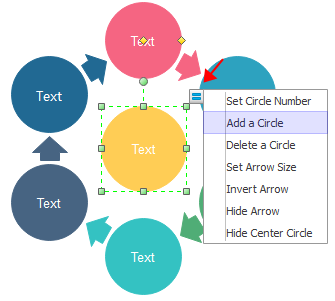 Text
Text
Set Circle Number
Add a Circle
Text
Delete a Circle
Set Arrow Size
Invert Arrow
Text
Hide Arrow
Hide Center Circle
Text